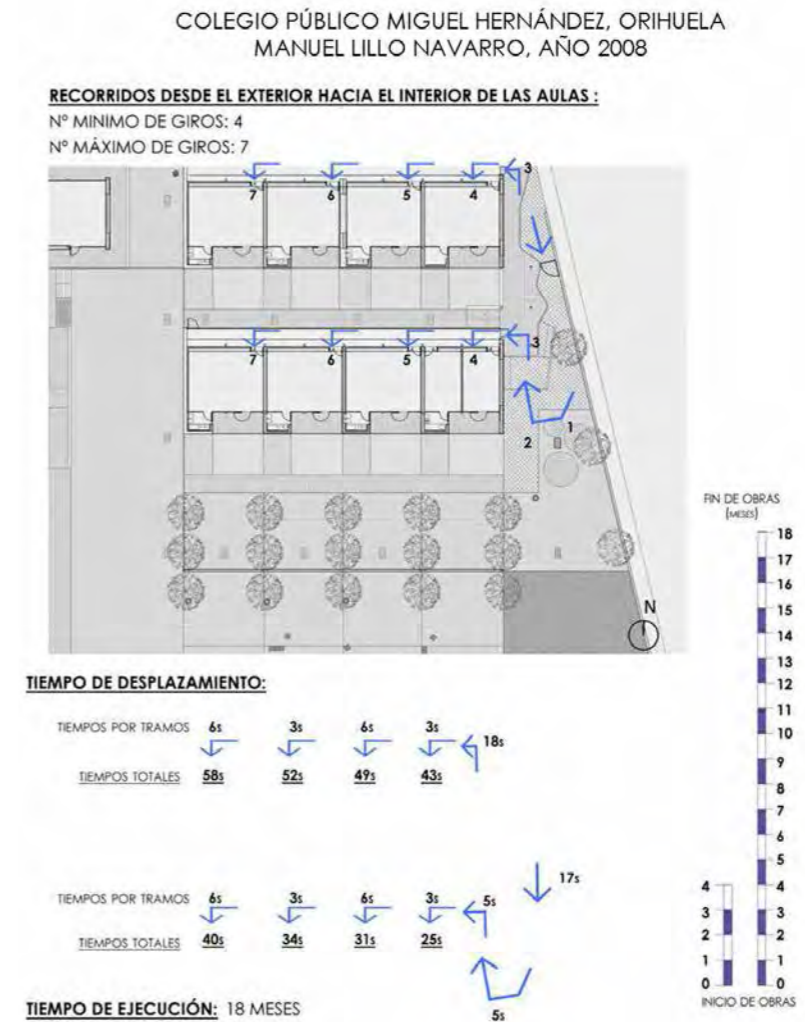 COLEGIO PÚBLICO MIGUEL HERNÁNDEZ, ORIHUELA
MANUEL LILLO NAVARRO, AÑO 2008
RECORRIDOS DESDE EL EXTERIOR HACIA EL INTERIOR DE LAS AULAS :
Nº MINIMO DE GIROS: 4
Nº MÁXIMO DE GIROS: 7
3
7 6 5 4
7 6 5 4 3
1
2
N
TIEMPO DE DESPLAZAMIENTO:
TIEMPOS POR TRAMOS 6s 3s 6s 3s 18s
TIEMPOS TOTALES 58s 52s 49s 43s
17s
TIEMPOS POR TRAMOS 6s 3s 6s 3s 5s
TIEMPOS TOTALES 40s 34s 31s 25s
5s
TIEMPO DE EJECUCIÓN: 18 MESES
FIN DE OBRAS
(MESES)
18
17
16
15
14
13
12
11
10
9
8
7
6
5
4 4
3 3
2 2
1 1
0 0
INICIO DE OBRAS